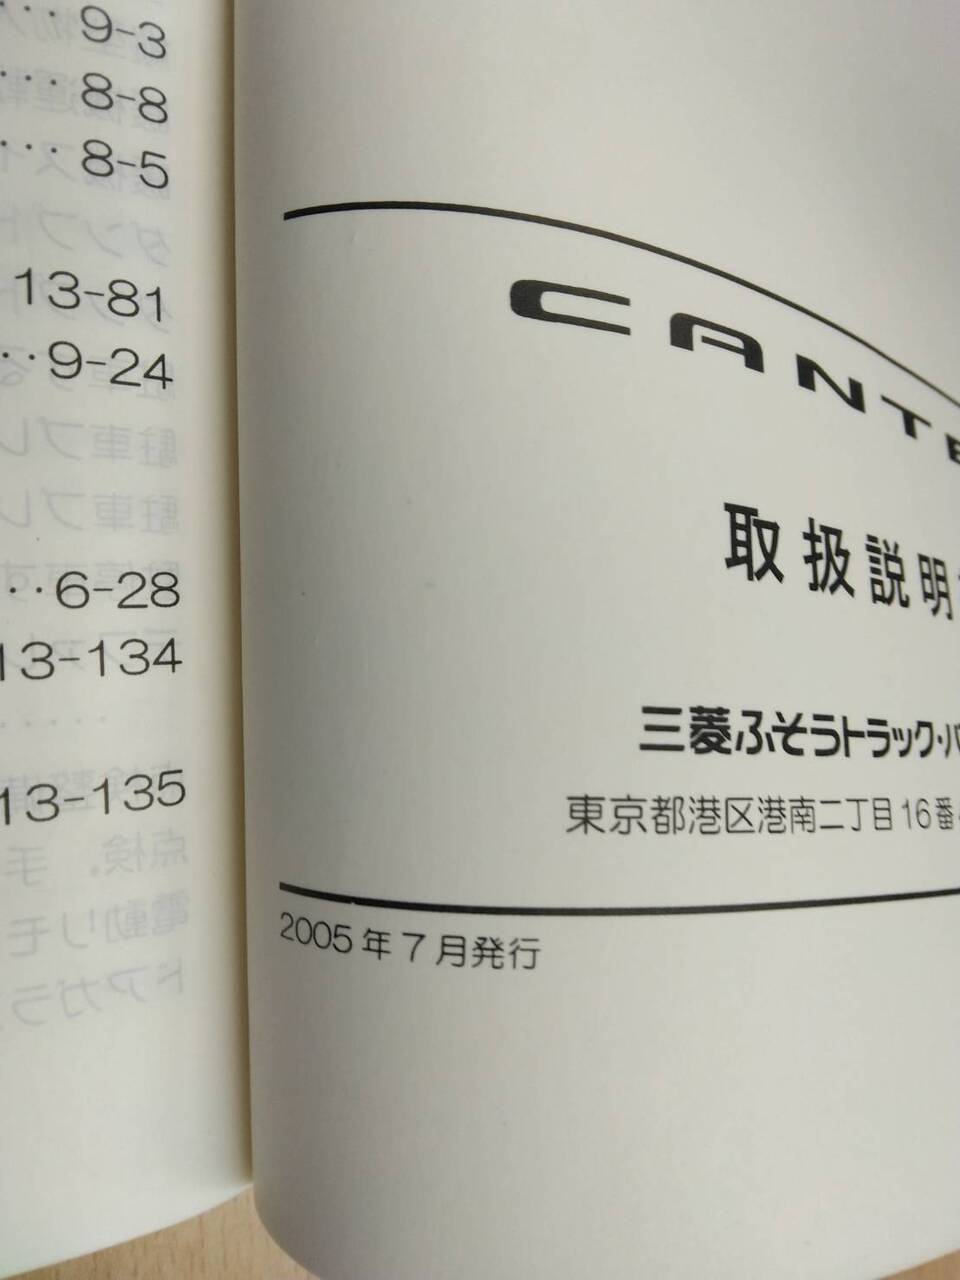 9-3
8-8
8-5
13-81
9-24
6-28
13-134
13-135
CANTE
取扱説明
三菱ふそうトラック・バ
東京都港区港南二丁目16番
2005年7月発行